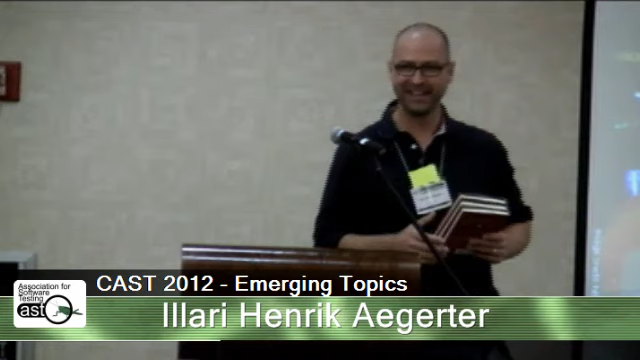 CAST 2012 - Emerging Topics
Association for
Software
Testing
ast
Illari Henrik Aegerter